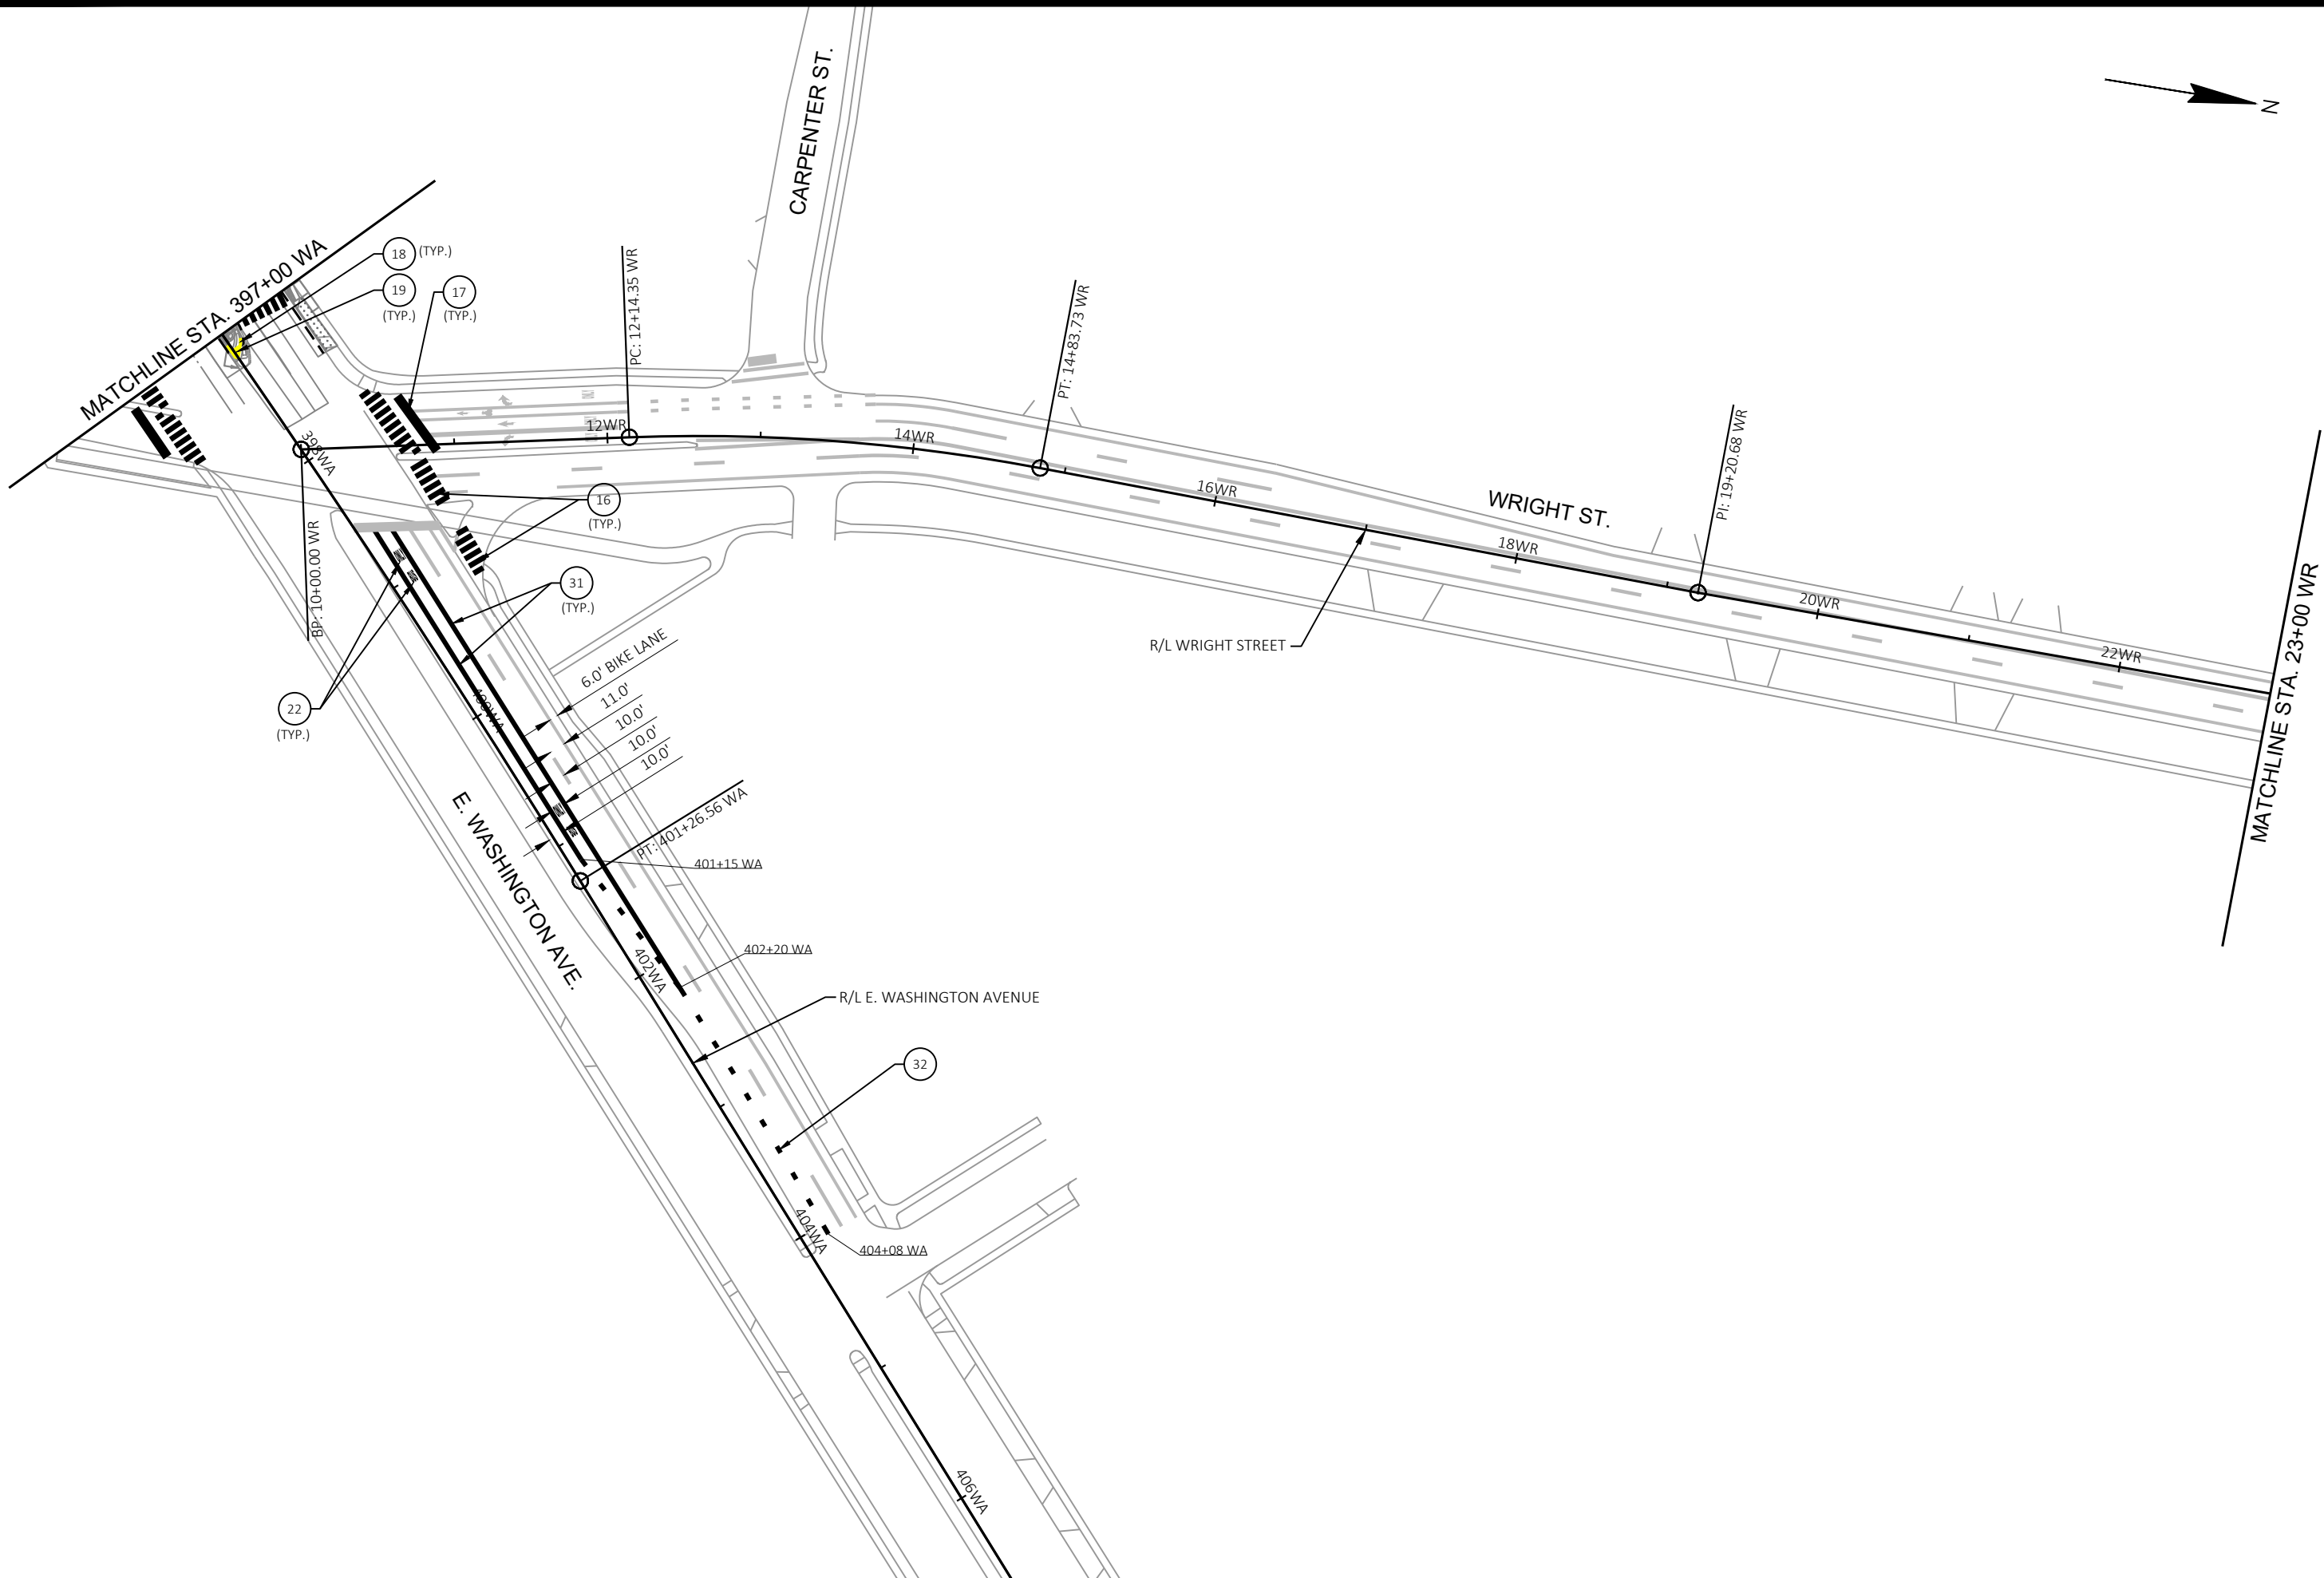 CARPENTER ST.
N
MATCHLINE STA. 397+00 WA
18 (TYP.)
19
(TYP.)
17
(TYP.)
PC: 12+14.35 WR
PT: 14+83.73 WR
12WR
14WR
398WA
16WR
WRIGHT ST.
PI: 19+20.68 WR
16
(TYP.)
18WR
BP: 10+00.00 WR
31
(TYP.)
20WR
R/L WRIGHT STREET
22WR
MATCHLINE STA. 23+00 WR
6.0' BIKE LANE
11.0'
10.0'
10.0'
10.0'
22
(TYP.)
400WA
E. WASHINGTON AVE.
PT: 401+26.56 WA
401+15 WA
402+20 WA
402WA
R/L E. WASHINGTON AVENUE
32
404WA
404+08 WA
406WA